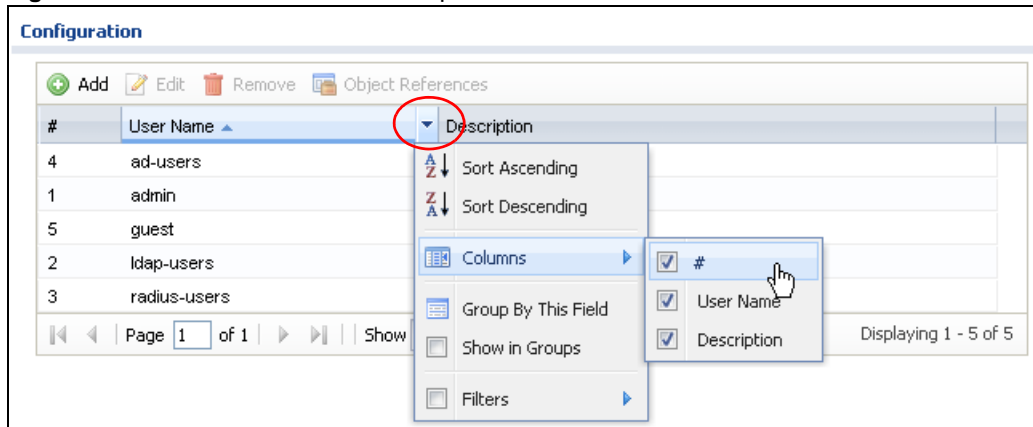 Configuration
Add Edit Remove Object References
# User Name Description
4 ad-users
1 admin
5 guest
2 ldap-users
3 radius-users
Page 1 of 1 Show Displaying 1 - 5 of 5
Sort Ascending
Sort Descending
Columns
Group By This Field
Show in Groups
Filters
#
User Name
Description